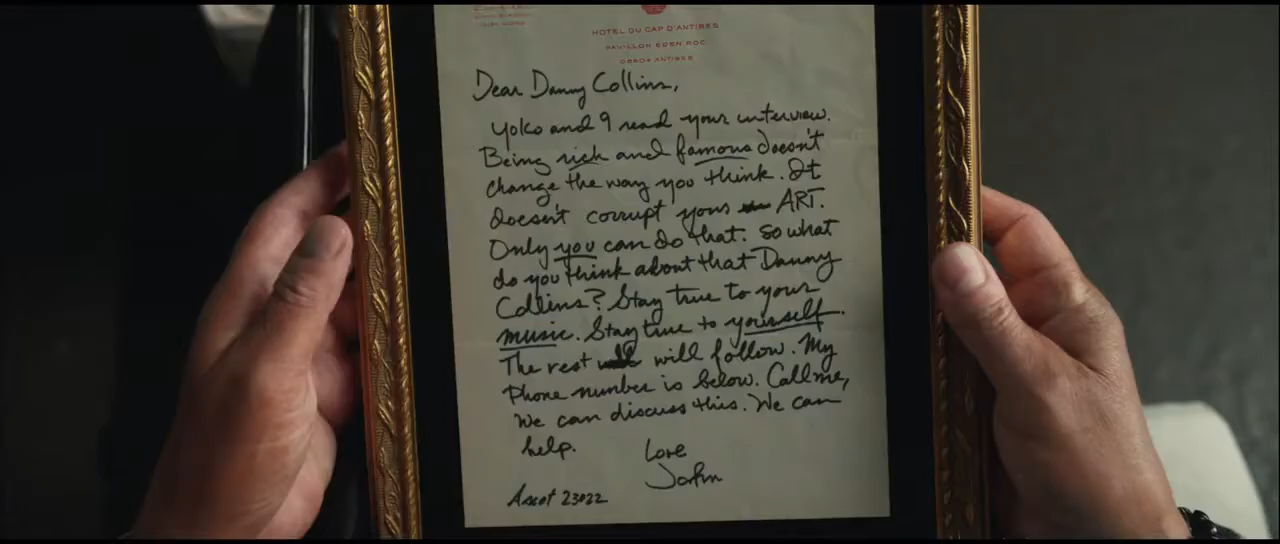 HOTEL DU CAP D'ANTIBES
PAVILLON EDEN ROC
06604 ANTIBES
Dear Danny Collins,
Yoko and I read your interview.
Being rich and famous doesn't
change the way you think. It
doesn't corrupt your ART.
Only you can do that. So what
do you think about that Danny
Collins? Stay true to your
music. Stay true to yourself.
The rest will follow. My
Phone number is below. Call me,
We can discuss this. We can
help.
Love
John
Ascot 23022